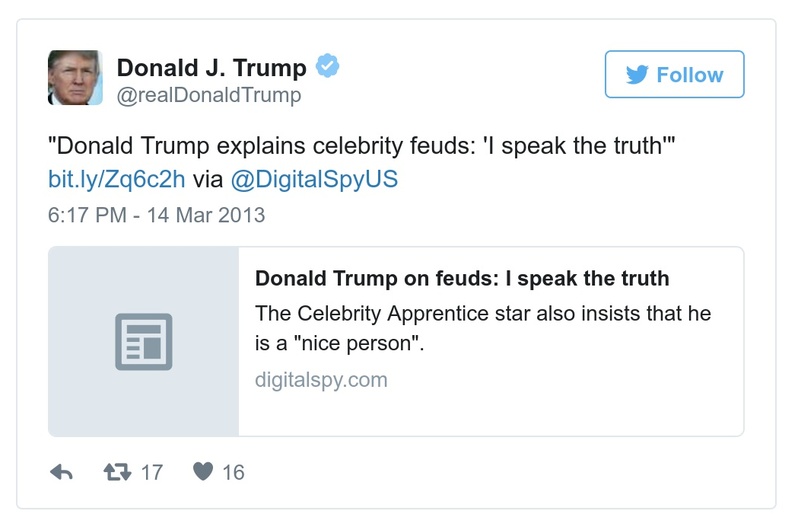 Donald J. Trump
@realDonaldTrump
Follow
"Donald Trump explains celebrity feuds: 'I speak the truth'"
bit.ly/Zq6c2h via @DigitalSpyUS
6:17 PM - 14 Mar 2013
Donald Trump on feuds: I speak the truth
The Celebrity Apprentice star also insists that he
is a "nice person".
digitalspy.com
17 16